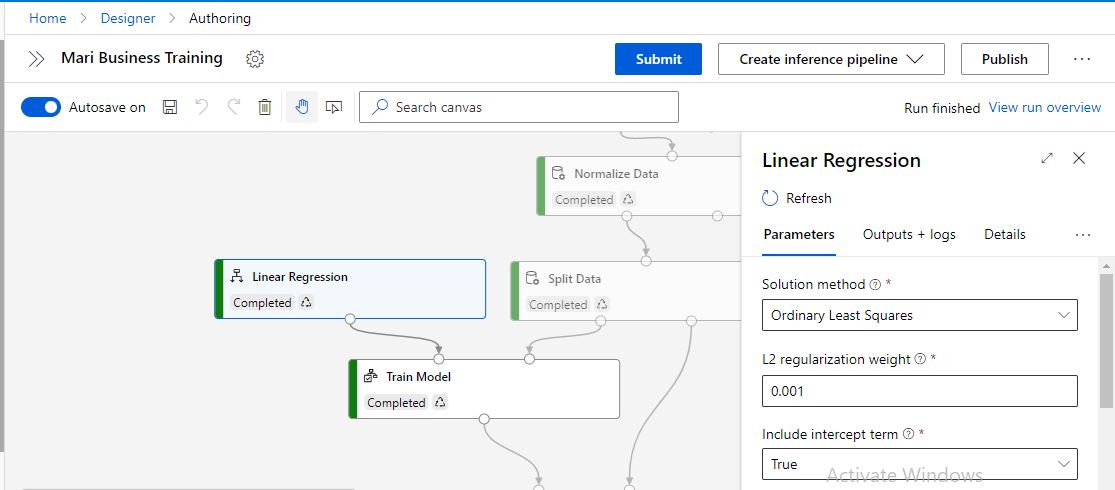 Home > Designer > Authoring
Mari Business Training
Submit
Create inference pipeline
Publish
Autosave on
Search canvas
Run finished View run overview
Normalize Data
Completed
Linear Regression
Completed
Split Data
Completed
Train Model
Completed
Linear Regression
Refresh
Parameters Outputs + logs Details
Solution method *
Ordinary Least Squares
L2 regularization weight *
0.001
Include intercept term *
True
Activate Windows